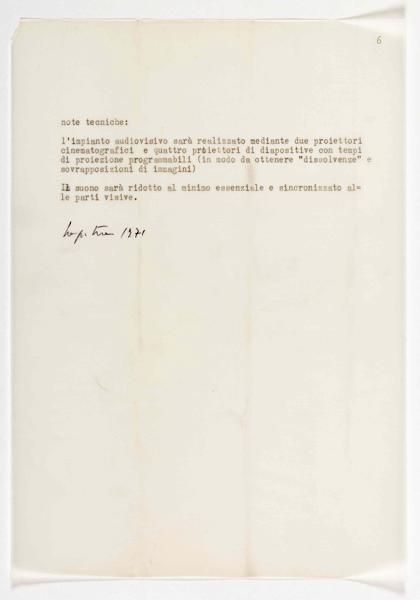 6
note tecniche:
l'impianto audiovisivo sarà realizzato mediante due proiettori
cinematografici e quattro proiettori di diapositive con tempi
di proiezione programmabili (in modo da ottenere "dissolvenze" e
sovrapposizioni di immagini)
Il suono sarà ridotto al minimo essenziale e sincronizzato al=
le parti visive.
1971